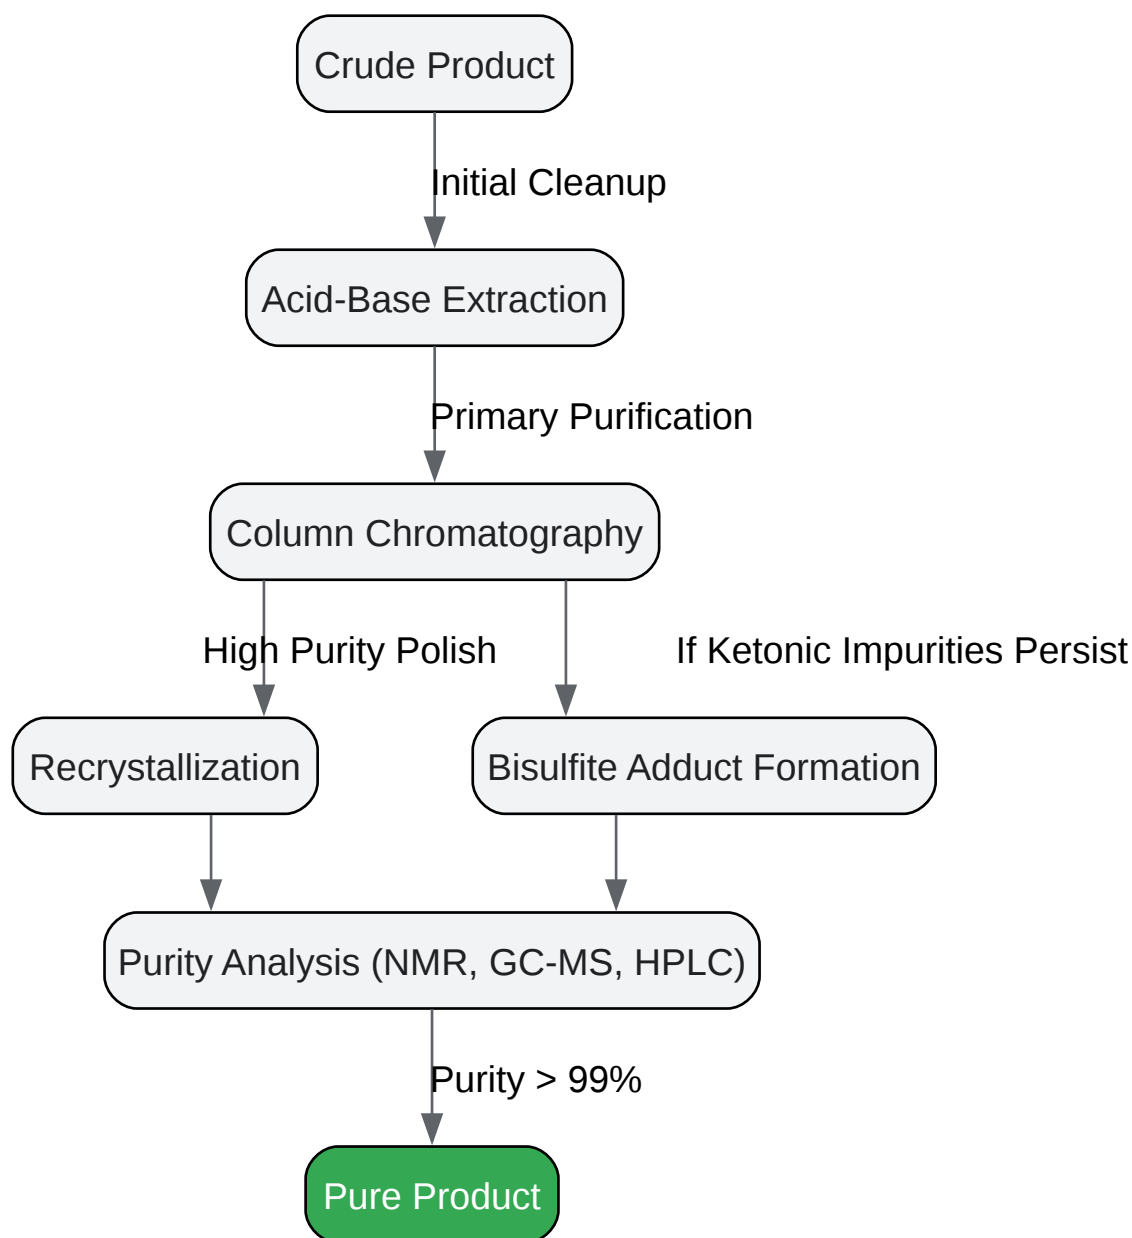 Crude Product
Initial Cleanup
Acid-Base Extraction
Primary Purification
Column Chromatography
High Purity Polish
If Ketonic Impurities Persist
Recrystallization
Bisulfite Adduct Formation
Purity Analysis (NMR, GC-MS, HPLC)
Purity > 99%
Pure Product